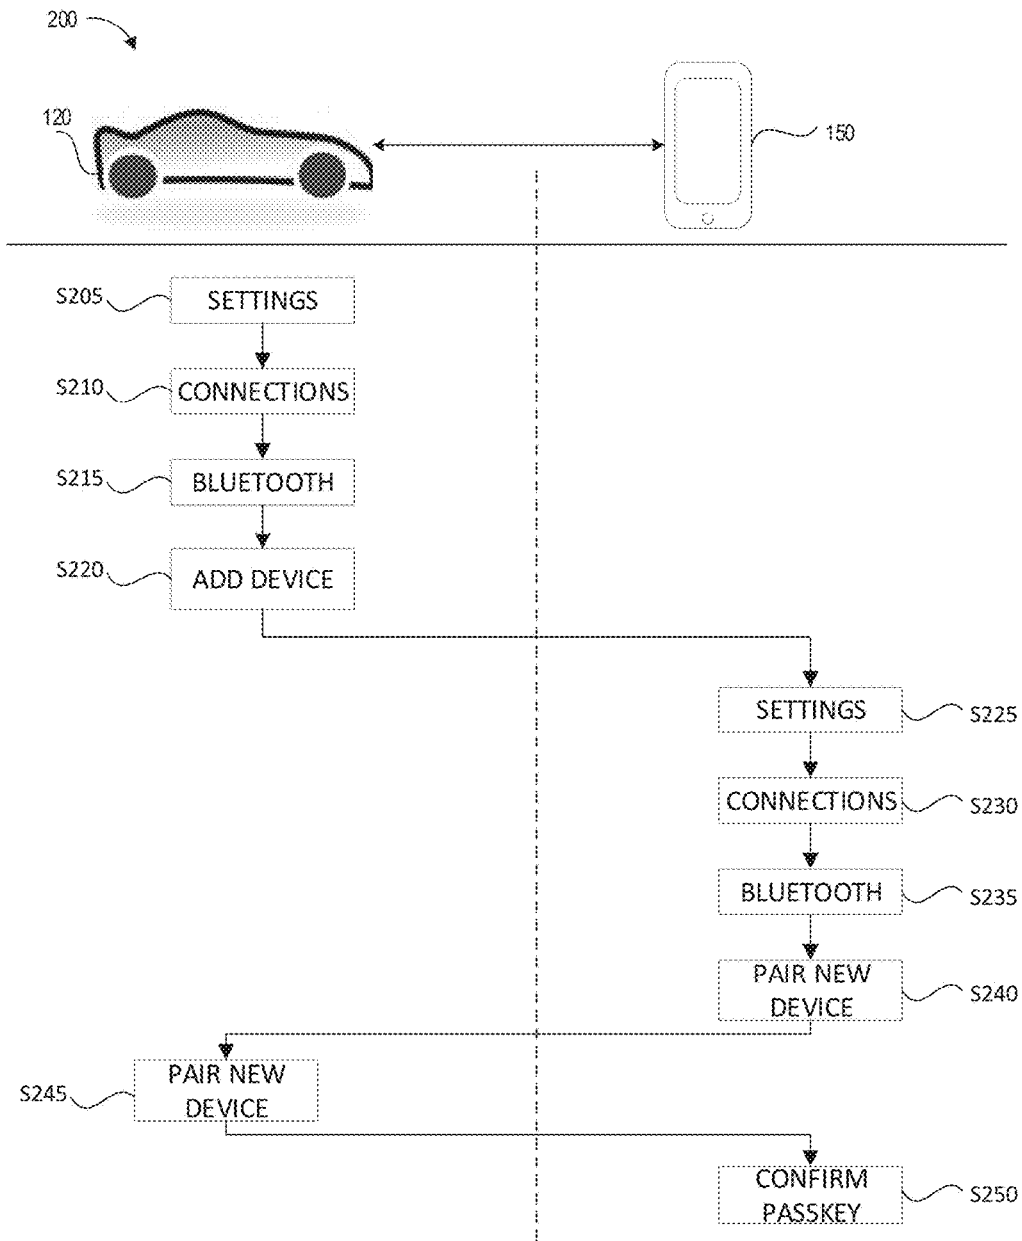 200
120
150
S205
SETTINGS
S210
CONNECTIONS
S215
BLUETOOTH
S220
ADD DEVICE
SETTINGS
S225
CONNECTIONS
S230
BLUETOOTH
S235
PAIR NEW
DEVICE
S240
S245
PAIR NEW
DEVICE
CONFIRM
PASSKEY
S250